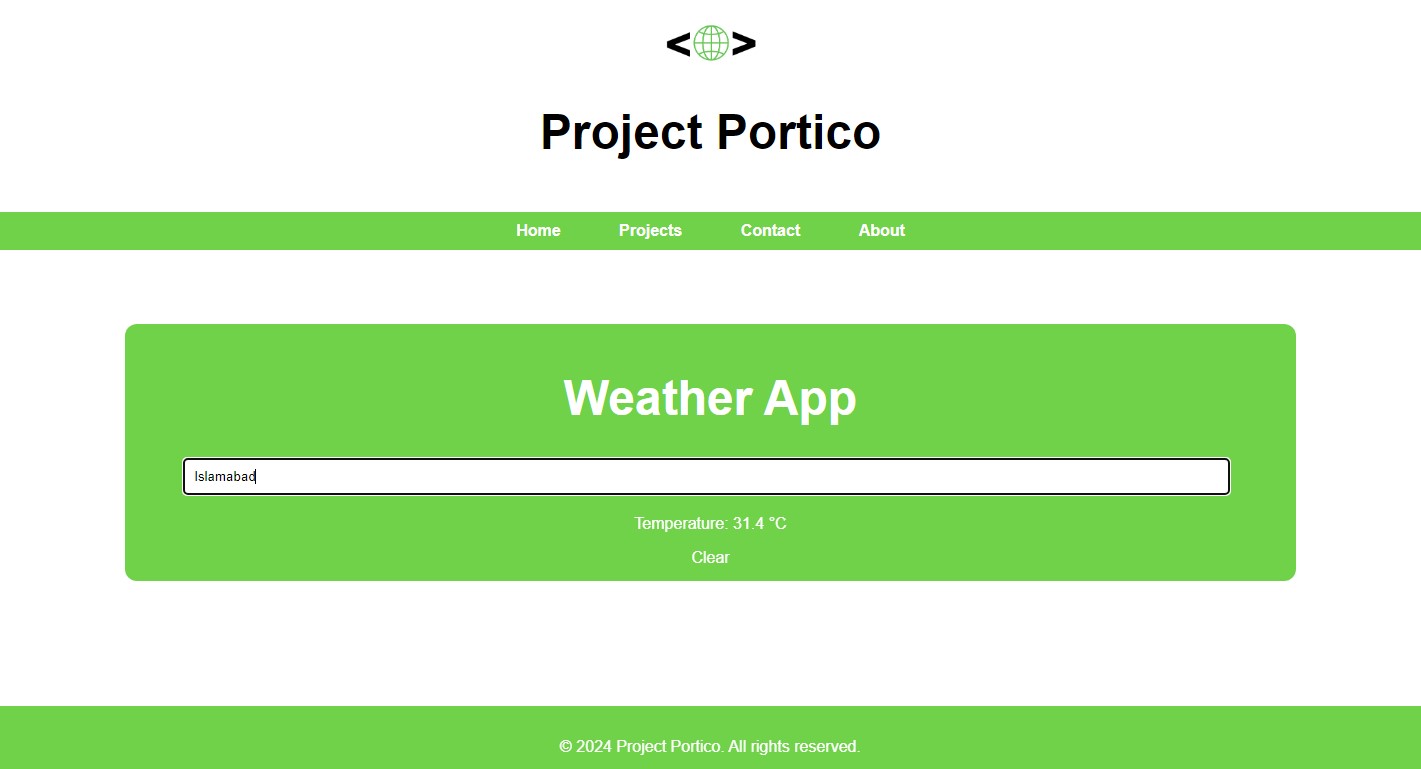 < >
Project Portico
Home Projects Contact About
Weather App
Islamabad
Temperature: 31.4 °C
Clear
© 2024 Project Portico. All rights reserved.